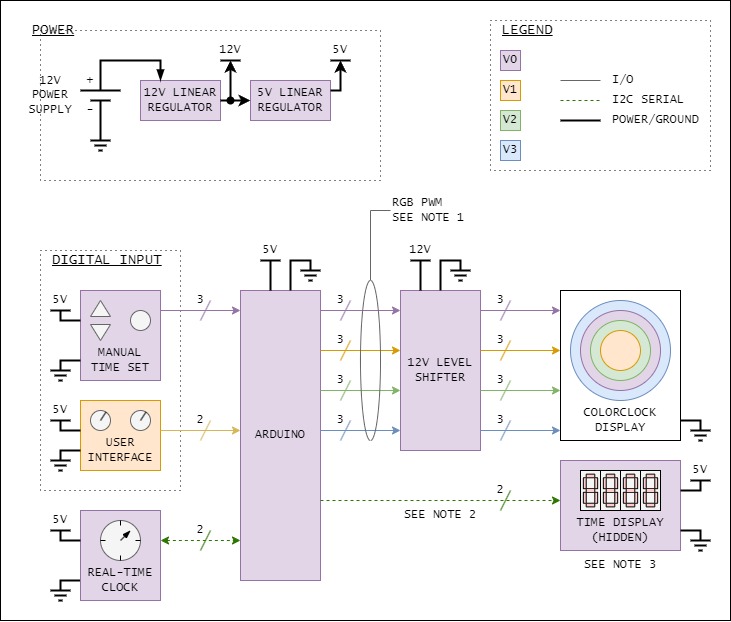 POWER
12V
POWER
SUPPLY
+
-
12V LINEAR
REGULATOR
12V
5V LINEAR
REGULATOR
5V
LEGEND
V0
V1
V2
V3
I/O
I2C SERIAL
POWER/GROUND
RGB PWM
SEE NOTE 1
DIGITAL INPUT
5V
MANUAL
TIME SET
3
5V
USER
INTERFACE
2
5V
REAL-TIME
CLOCK
2
5V
ARDUINO
3
3
3
3
12V
12V LEVEL
SHIFTER
3
3
3
3
COLORCLOCK
DISPLAY
2
SEE NOTE 2
8888
5V
TIME DISPLAY
(HIDDEN)
SEE NOTE 3